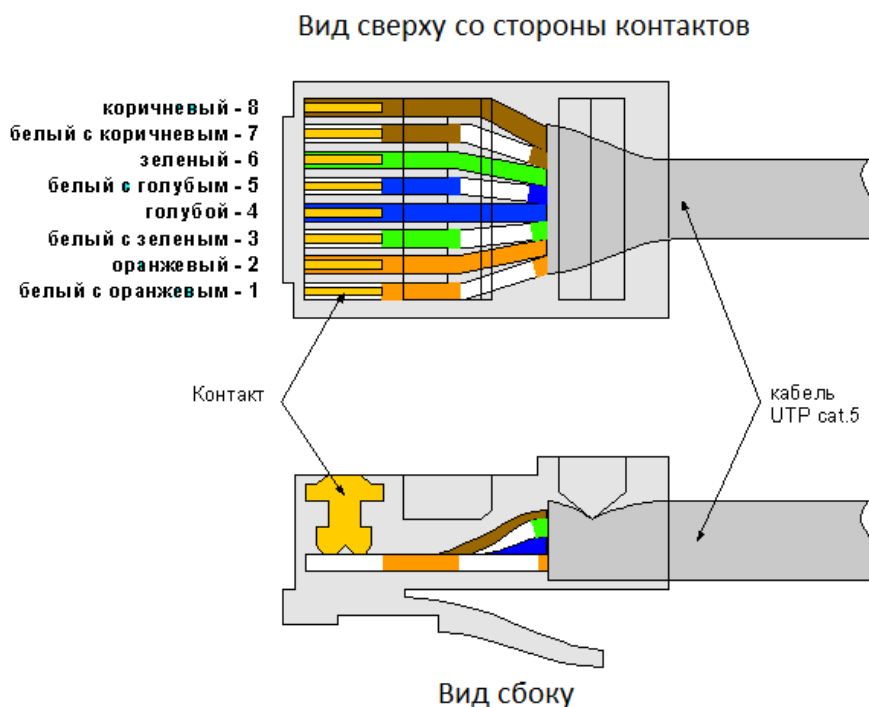 Вид сверху со стороны контактов
коричневый - 8
белый с коричневым - 7
зеленый - 6
белый с голубым - 5
голубой - 4
белый с зеленым - 3
оранжевый - 2
белый с оранжевым - 1
Контакт
кабель
UTP cat.5
Вид сбоку